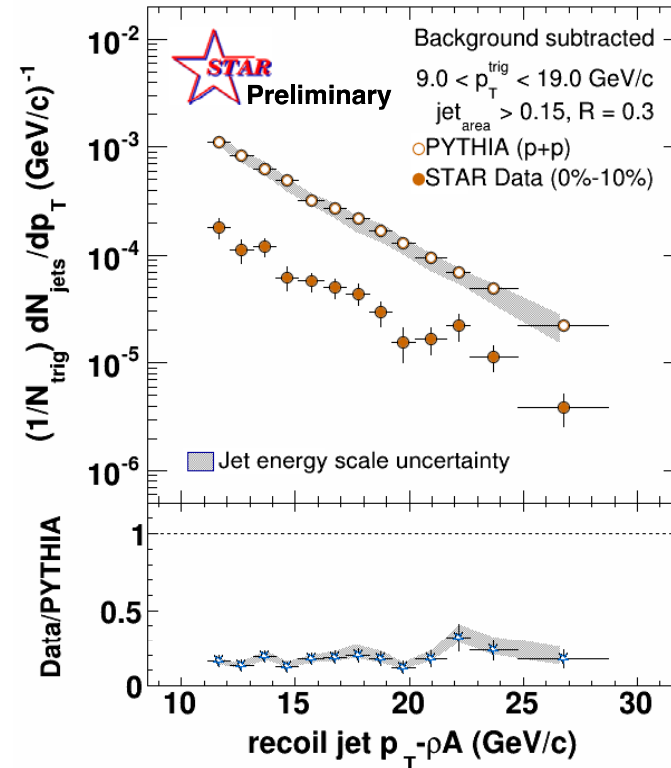 10^-2
10^-3
10^-4
10^-5
10^-6
(1/N_trig) dN_jets/dp_T (GeV/c)^-1
STAR
Preliminary
Background subtracted
9.0 < p_T^trig < 19.0 GeV/c
jet_area > 0.15, R = 0.3
PYTHIA (p+p)
STAR Data (0%-10%)
Jet energy scale uncertainty
1
0.5
0
Data/PYTHIA
10 15 20 25 30
recoil jet p_T-ρA (GeV/c)